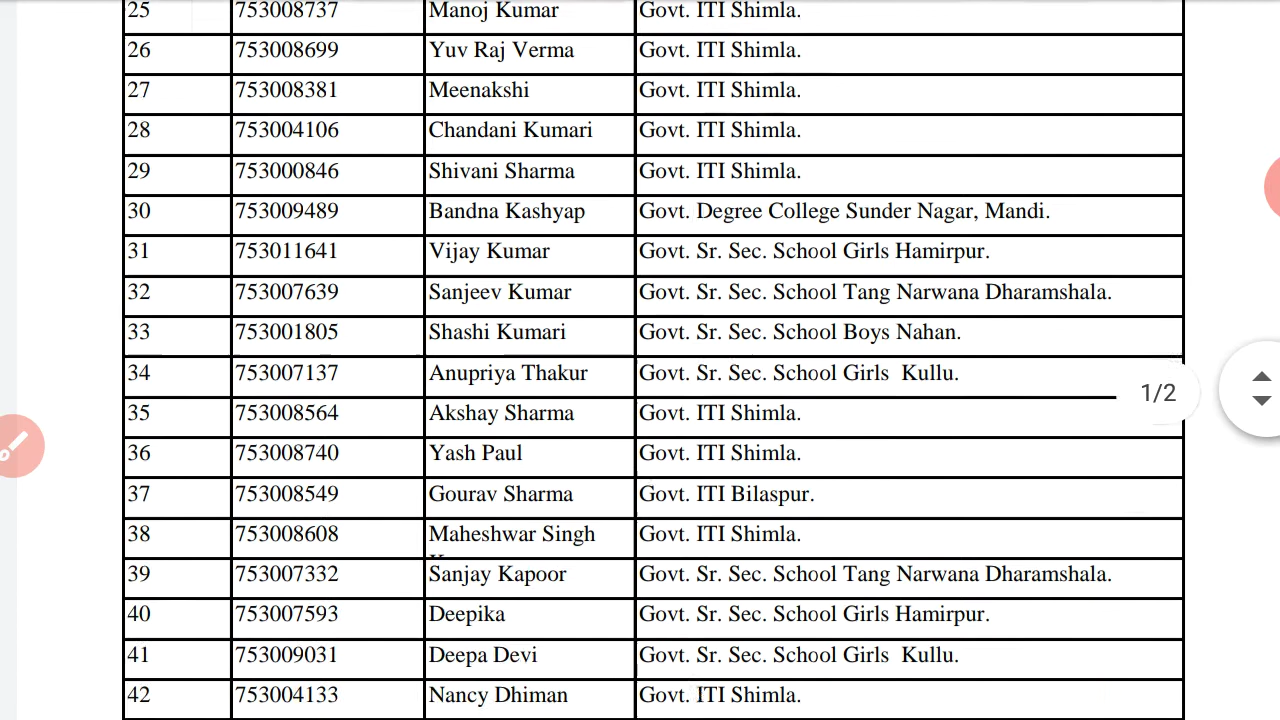 25 753008737 Manoj Kumar Govt. ITI Shimla.
26 753008699 Yuv Raj Verma Govt. ITI Shimla.
27 753008381 Meenakshi Govt. ITI Shimla.
28 753004106 Chandani Kumari Govt. ITI Shimla.
29 753000846 Shivani Sharma Govt. ITI Shimla.
30 753009489 Bandna Kashyap Govt. Degree College Sunder Nagar, Mandi.
31 753011641 Vijay Kumar Govt. Sr. Sec. School Girls Hamirpur.
32 753007639 Sanjeev Kumar Govt. Sr. Sec. School Tang Narwana Dharamshala.
33 753001805 Shashi Kumari Govt. Sr. Sec. School Boys Nahan.
34 753007137 Anupriya Thakur Govt. Sr. Sec. School Girls  Kullu.
1/2
35 753008564 Akshay Sharma Govt. ITI Shimla.
36 753008740 Yash Paul Govt. ITI Shimla.
37 753008549 Gourav Sharma Govt. ITI Bilaspur.
38 753008608 Maheshwar Singh Govt. ITI Shimla.
39 753007332 Sanjay Kapoor Govt. Sr. Sec. School Tang Narwana Dharamshala.
40 753007593 Deepika Govt. Sr. Sec. School Girls Hamirpur.
41 753009031 Deepa Devi Govt. Sr. Sec. School Girls  Kullu.
42 753004133 Nancy Dhiman Govt. ITI Shimla.